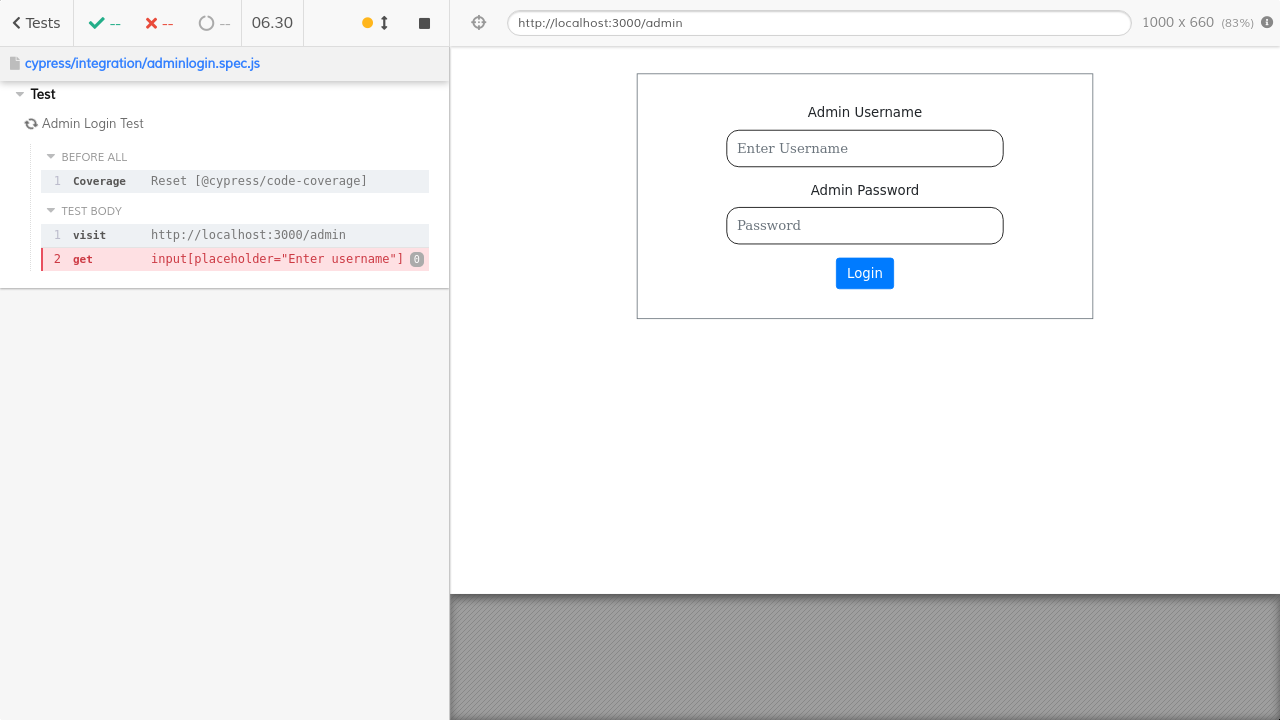 Tests
--
--
--
06.30
cypress/integration/adminlogin.spec.js
Test
Admin Login Test
BEFORE ALL
1 Coverage Reset [@cypress/code-coverage]
TEST BODY
1 visit http://localhost:3000/admin
2 get input[placeholder="Enter username"] 0
http://localhost:3000/admin
1000 x 660 (83%)
Admin Username
Enter Username
Admin Password
Password
Login